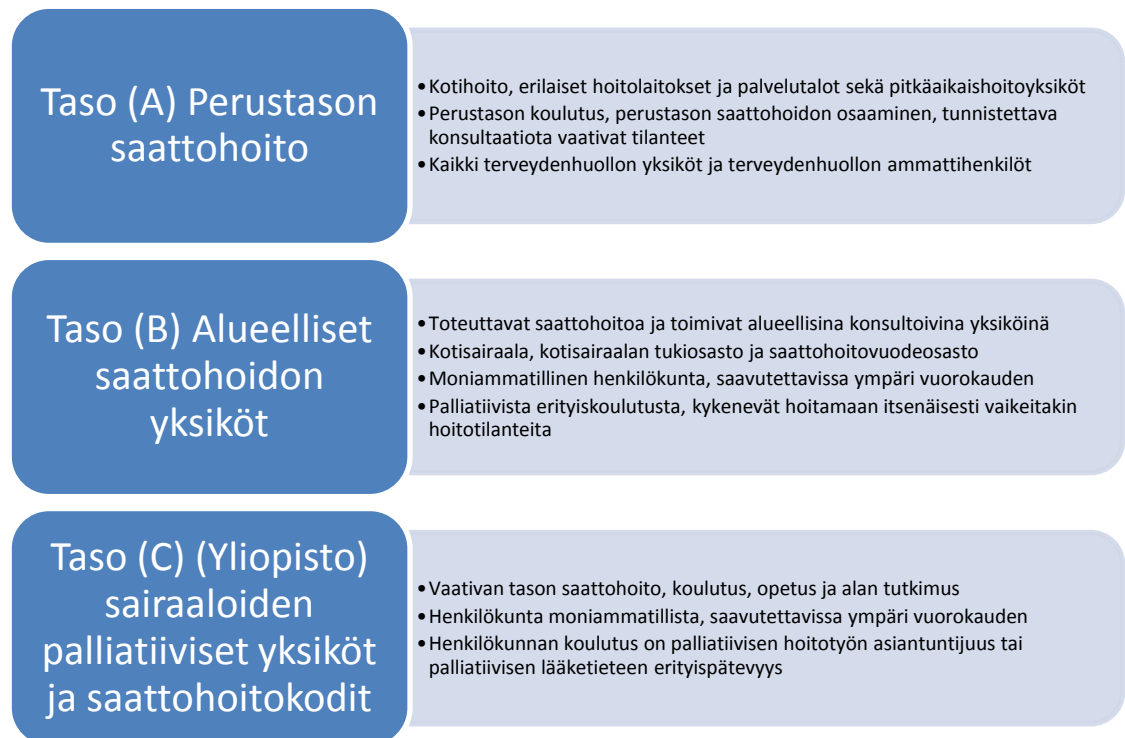 Taso (A) Perustason
saattohoito
•Kotihoito, erilaiset hoitolaitokset ja palvelutalot sekä pitkäaikaishoitoyksiköt
•Perustason koulutus, perustason saattohoidon osaaminen, tunnistettava
konsultaatiota vaativat tilanteet
•Kaikki terveydenhuollon yksiköt ja terveydenhuollon ammattihenkilöt
Taso (B) Alueelliset
saattohoidon
yksiköt
•Toteuttavat saattohoitoa ja toimivat alueellisina konsultoivina yksiköinä
•Kotisairaala, kotisairaalan tukiosasto ja saattohoitovuodeosasto
•Moniammatillinen henkilökunta, saavutettavissa ympäri vuorokauden
•Palliatiivista erityiskoulutusta, kykenevät hoitamaan itsenäisesti vaikeitakin
hoitotilanteita
Taso (C) (Yliopisto)
sairaaloiden
palliatiiviset yksiköt
ja saattohoitokodit
•Vaativan tason saattohoito, koulutus, opetus ja alan tutkimus
•Henkilökunta moniammatillista, saavutettavissa ympäri vuorokauden
•Henkilökunnan koulutus on palliatiivisen hoitotyön asiantuntijuus tai
palliatiivisen lääketieteen erityispätevyys